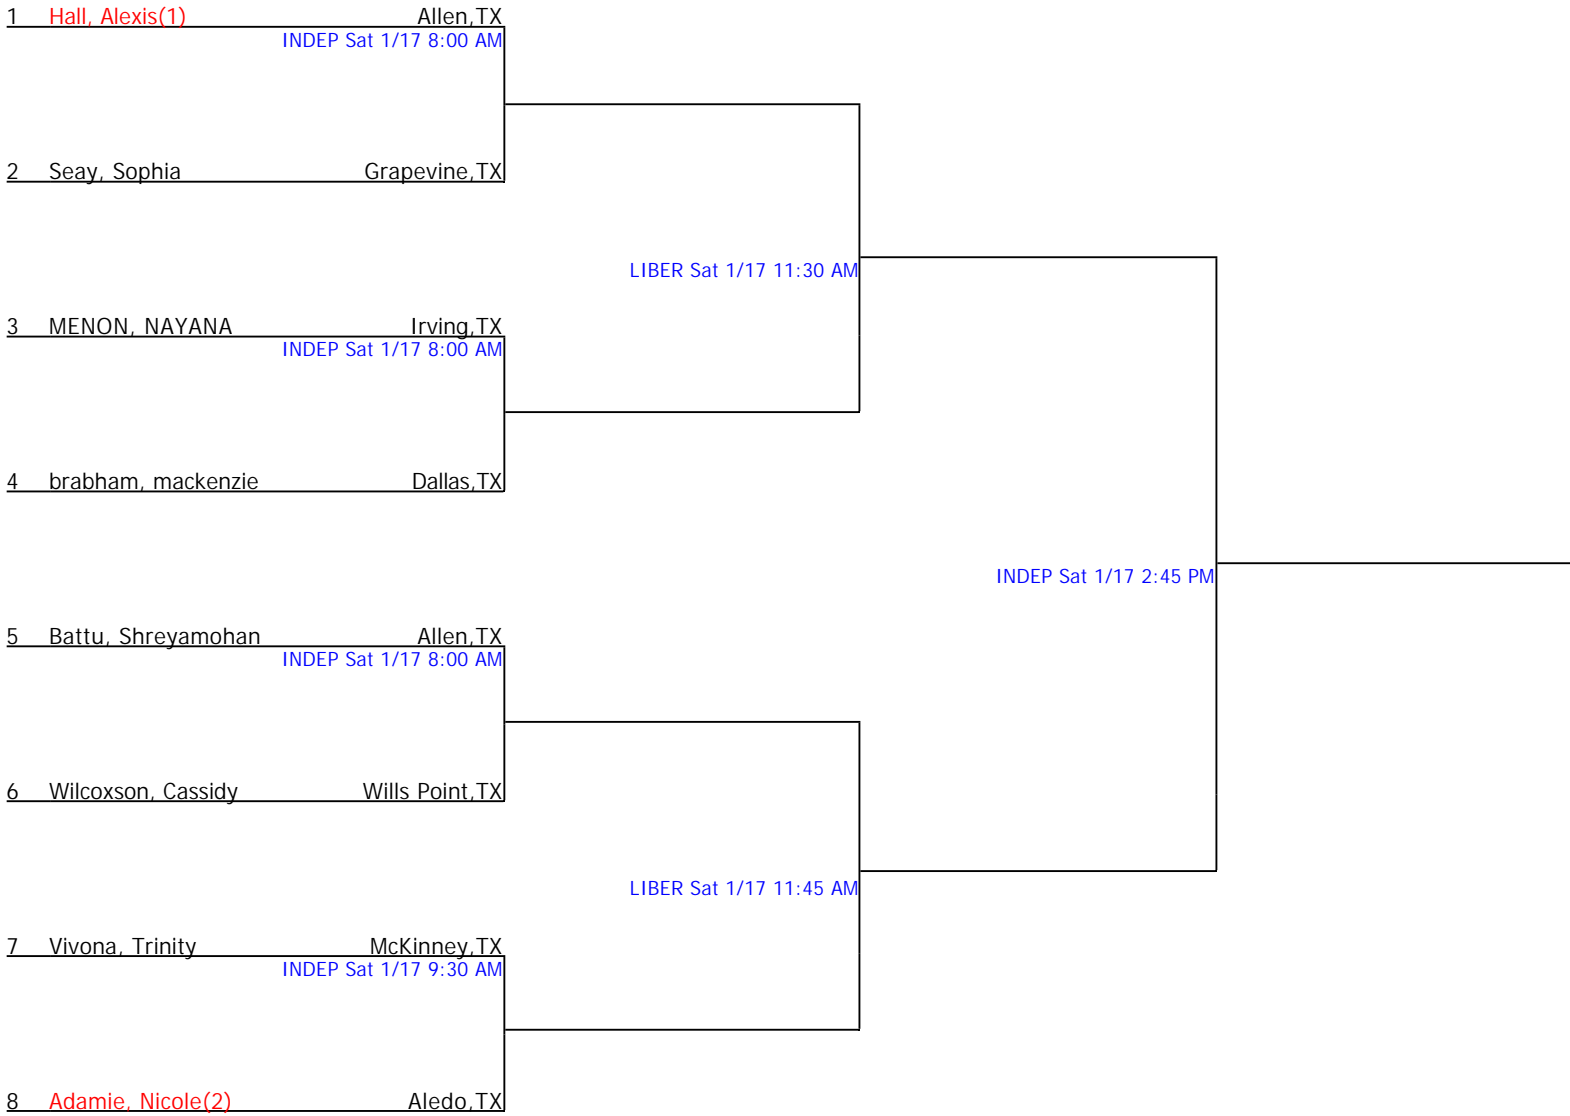 1 Hall, Alexis(1) Allen,TX
INDEP Sat 1/17 8:00 AM
2 Seay, Sophia Grapevine,TX
LIBER Sat 1/17 11:30 AM
3 MENON, NAYANA Irving,TX
INDEP Sat 1/17 8:00 AM
4 brabham, mackenzie Dallas,TX
INDEP Sat 1/17 2:45 PM
5 Battu, Shreyamohan Allen,TX
INDEP Sat 1/17 8:00 AM
6 Wilcoxson, Cassidy Wills Point,TX
LIBER Sat 1/17 11:45 AM
7 Vivona, Trinity McKinney,TX
INDEP Sat 1/17 9:30 AM
8 Adamie, Nicole(2) Aledo,TX